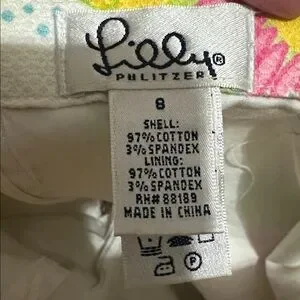 Lilly®
PULITZER
8
SHELL:
97% COTTON
3% SPANDEX
LINING:
97% COTTON
3% SPANDEX
RN# 88189
MADE IN CHINA